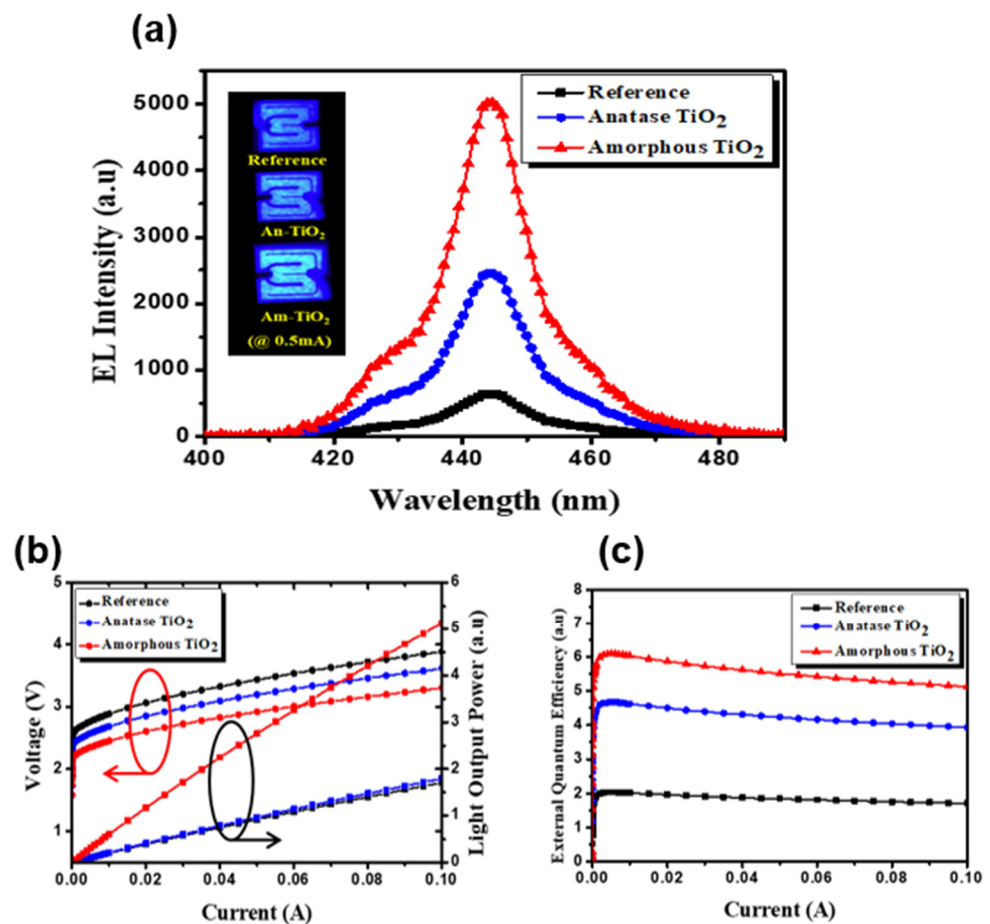 (a)
EL Intensity (a.u)
5000
4000
3000
2000
1000
0
400
420
440
460
480
Wavelength (nm)
Reference
Anatase TiO₂
Amorphous TiO₂
Reference
An-TiO₂
Am-TiO₂
(@ 0.5mA)
(b)
Voltage (V)
5
4
3
2
1
Reference
Anatase TiO₂
Amorphous TiO₂
6
5
4
3
2
1
0
Light Output Power (a.u)
0.00
0.02
0.04
0.06
0.08
0.10
Current (A)
(c)
External Quantum Efficiency (a.u)
8
7
6
5
4
3
2
1
0
Reference
Anatase TiO₂
Amorphous TiO₂
0.00
0.02
0.04
0.06
0.08
0.10
Current (A)